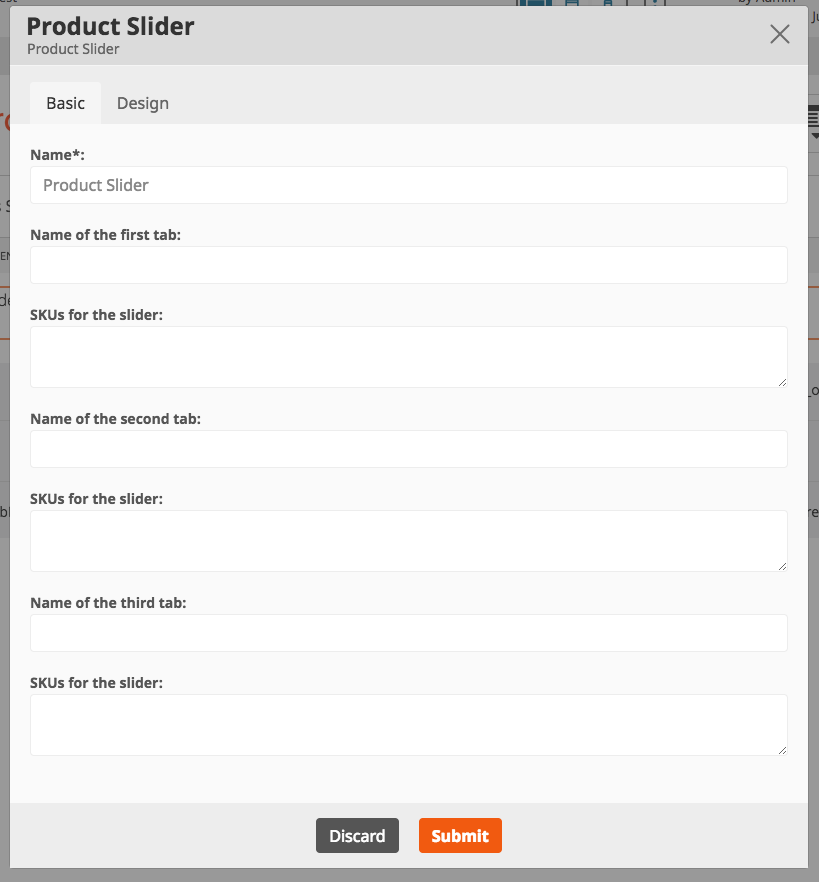 by Admin
Product Slider
Product Slider
Basic
Design
Name*:
Product Slider
Name of the first tab:
SKUs for the slider:
Name of the second tab:
SKUs for the slider:
Name of the third tab:
SKUs for the slider:
Discard
Submit